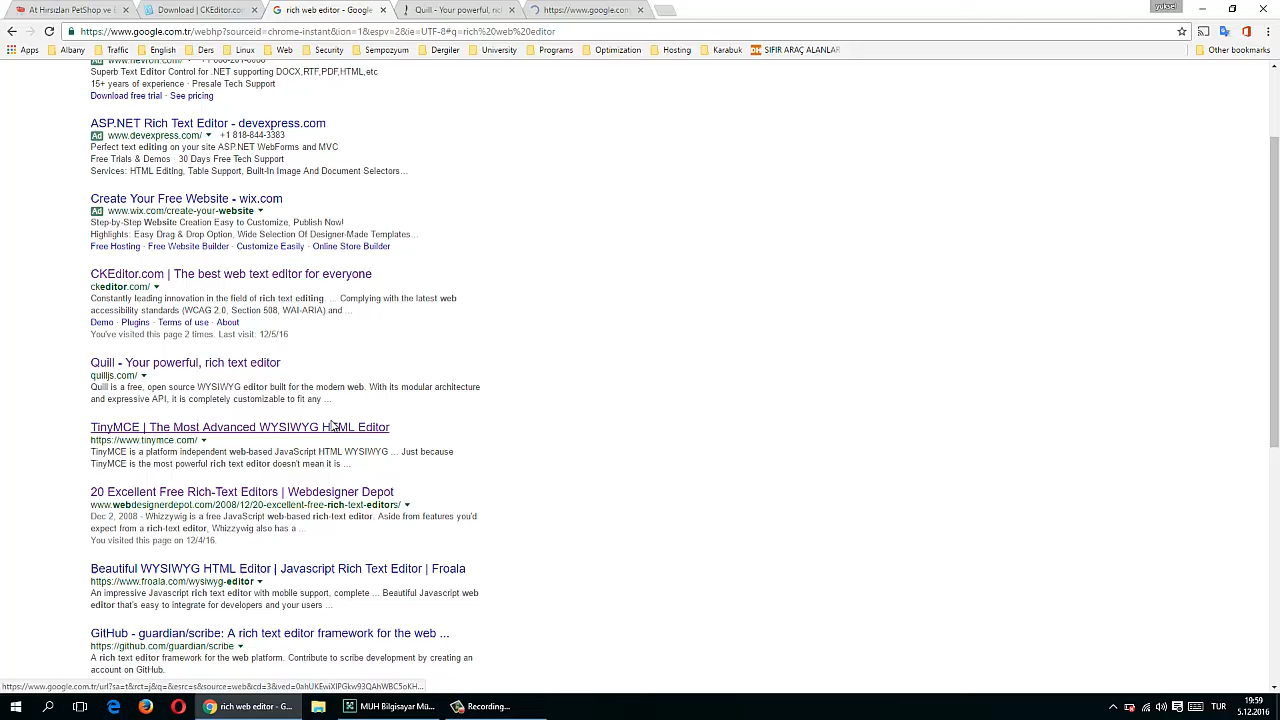 At Hırsızları PetShop ve E
Download | CKEditor.com
rich web editor - Google
Quill - Your powerful, rich
https://www.google.com
yuksel
https://www.google.com.tr/webhp?sourceid=chrome-instant&ion=1&espv=2&ie=UTF-8#q=rich%20web%20editor
Apps Albany Traffic English Ders Linux Web Security Sempozyum Dergiler University Programs Optimization Hosting Karabuk SIFIR ARAÇ ALANLAR Other bookmarks
Superb Text Editor Control for .NET supporting DOCX,RTF,PDF,HTML,etc
15+ years of experience · Presale Tech Support
Download free trial · See pricing
ASP.NET Rich Text Editor - devexpress.com
Ad www.devexpress.com/ +1 818-844-3383
Perfect text editing on your site ASP.NET WebForms and MVC
Free Trials & Demos · 30 Days Free Tech Support
Services: HTML Editing, Table Support, Built-In Image And Document Selectors...
Create Your Free Website - wix.com
Ad www.wix.com/create-your-website
Step-by-Step Website Creation Easy to Customize, Publish Now!
Highlights: Easy Drag & Drop Option, Wide Selection Of Designer-Made Templates...
Free Hosting · Free Website Builder · Customize Easily · Online Store Builder
CKEditor.com | The best web text editor for everyone
ckeditor.com/
Constantly leading innovation in the field of rich text editing. ... Complying with the latest web
accessibility standards (WCAG 2.0, Section 508, WAI-ARIA) and ...
Demo · Plugins · Terms of use · About
You've visited this page 2 times. Last visit: 12/5/16
Quill - Your powerful, rich text editor
quilljs.com/
Quill is a free, open source WYSIWYG editor built for the modern web. With its modular architecture
and expressive API, it is completely customizable to fit any ...
TinyMCE | The Most Advanced WYSIWYG HTML Editor
https://www.tinymce.com/
TinyMCE is a platform independent web-based JavaScript HTML WYSIWYG ... Just because
TinyMCE is the most powerful rich text editor doesn't mean it is ...
20 Excellent Free Rich-Text Editors | Webdesigner Depot
www.webdesignerdepot.com/2008/12/20-excellent-free-rich-text-editors/
Dec 2, 2008 - Whizzywig is a free JavaScript web-based rich-text editor. Aside from features you'd
expect from a rich-text editor, Whizzywig also has a ...
You visited this page on 12/4/16.
Beautiful WYSIWYG HTML Editor | Javascript Rich Text Editor | Froala
https://www.froala.com/wysiwyg-editor
An impressive Javascript rich text editor with mobile support, complete ... Beautiful Javascript web
editor that's easy to integrate for developers and your users ...
GitHub - guardian/scribe: A rich text editor framework for the web ...
https://github.com/guardian/scribe
A rich text editor framework for the web platform. Contribute to scribe development by creating an
account on GitHub.
https://www.google.com.tr/url?sa=t&rct=j&q=&esrc=s&source=web&cd=3&ved=0ahUKEwiXlPGkw93QAhWBC5oKH...
rich web editor - G...
MUH Bilgisayar Mü...
Recording...
TUR
19:59
5.12.2016